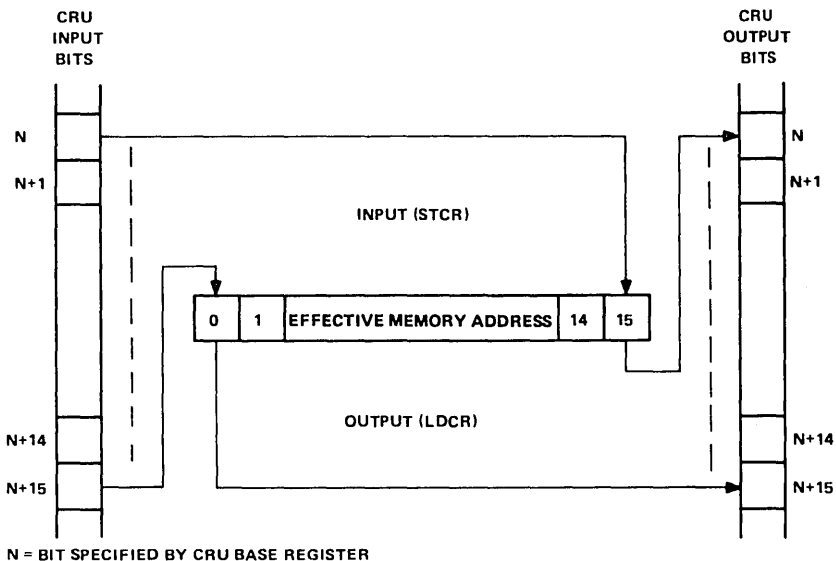 CRU
INPUT
BITS
CRU
OUTPUT
BITS
N
N
N+1
N+1
INPUT (STCR)
0 1 EFFECTIVE MEMORY ADDRESS 14 15
OUTPUT (LDCR)
N+14
N+14
N+15
N+15
N = BIT SPECIFIED BY CRU BASE REGISTER